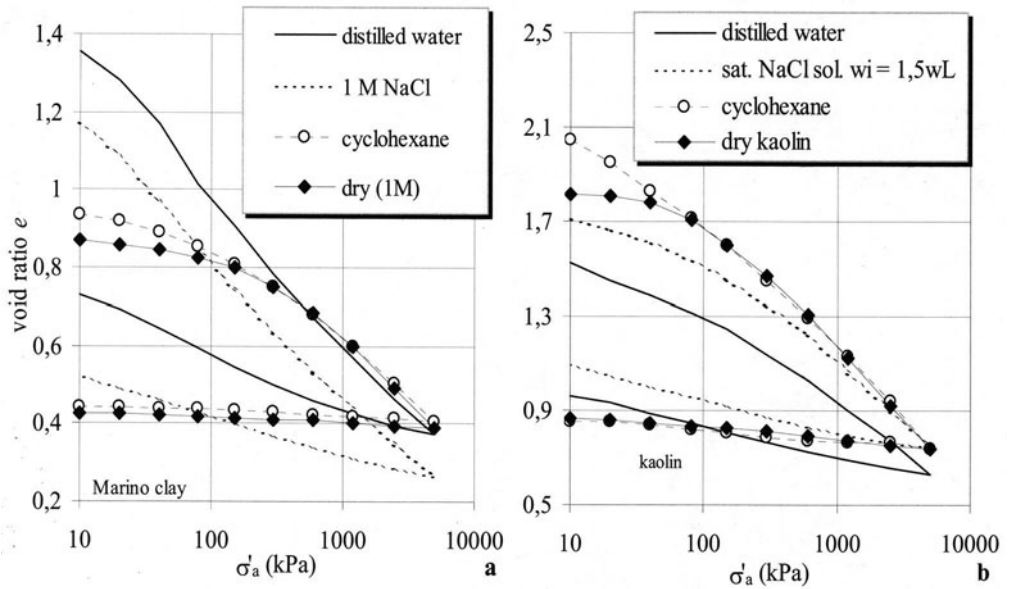 1,4
1,2
1
0,8
0,6
0,4
0,2
void ratio e
distilled water
1 M NaCl
cyclohexane
dry (1M)
Marino clay
10
100
1000
10000
σ'a (kPa)
a
2,5
2,1
1,7
1,3
0,9
0,5
distilled water
sat. NaCl sol. wi = 1,5wL
cyclohexane
dry kaolin
kaolin
10
100
1000
10000
σ'a (kPa)
b